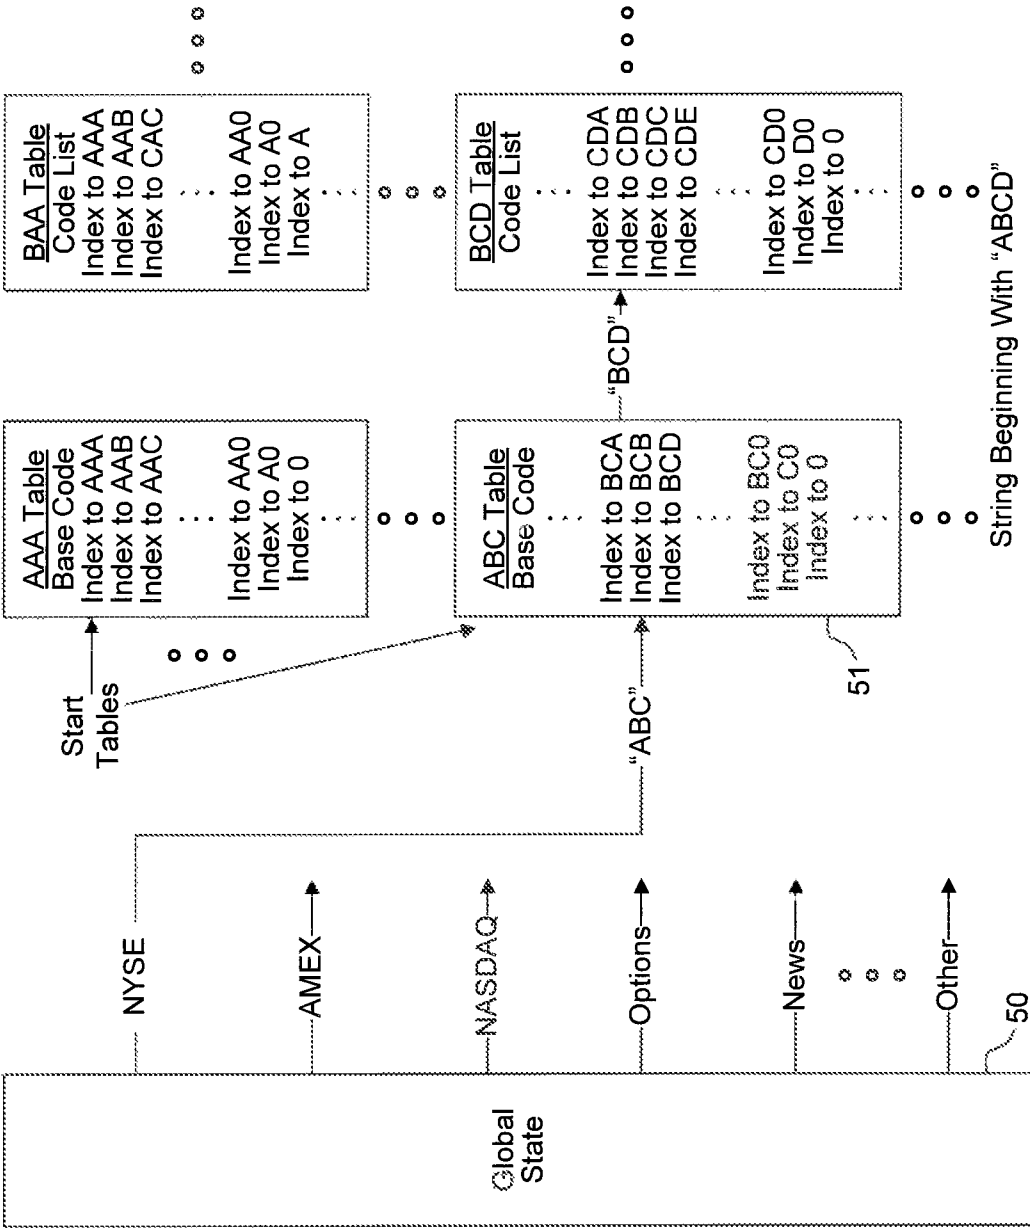 Global
State
50
NYSE
AMEX
NASDAQ
Options
News
Other
Start
Tables
"ABC"
AAA Table
Base Code
Index to AAA
Index to AAB
Index to AAC
Index to AA0
Index to A0
Index to 0
ABC Table
Base Code
Index to BCA
Index to BCB
Index to BCD
Index to BC0
Index to C0
Index to 0
51
"BCD"
BAA Table
Code List
Index to AAA
Index to AAB
Index to CAC
Index to AA0
Index to A0
Index to A
BCD Table
Code List
Index to CDA
Index to CDB
Index to CDC
Index to CDE
Index to CD0
Index to D0
Index to 0
String Beginning With "ABCD"